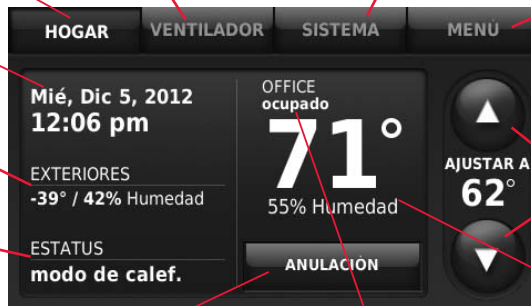 HOGAR
VENTILADOR
SISTEMA
MENÚ
Mié, Dic 5, 2012
12:06 pm
EXTERIORES
-39° / 42% Humedad
ESTATUS
modo de calef.
OFFICE
ocupado
71°
55% Humedad
ANULACIÓN
AJUSTAR A
62°